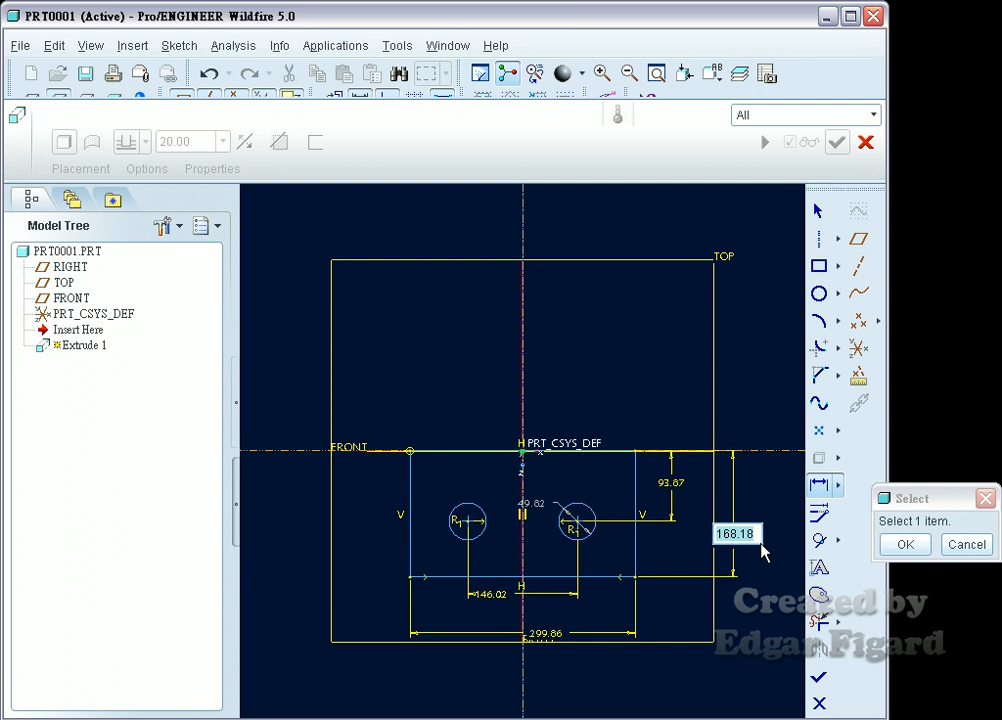 PRT0001 (Active) - Pro/ENGINEER Wildfire 5.0
File Edit View Insert Sketch Analysis Info Applications Tools Window Help
All
20.00
Placement Options Properties
Model Tree
PRT0001.PRT
RIGHT
TOP
FRONT
PRT_CSYS_DEF
Insert Here
Extrude 1
TOP
FRONT
H PRT_CSYS_DEF
z
93.87
49.82
V
V
R1
R1
168.18
H
146.02
299.86
Select
Select 1 item.
OK Cancel
Created by
Edgar Figard